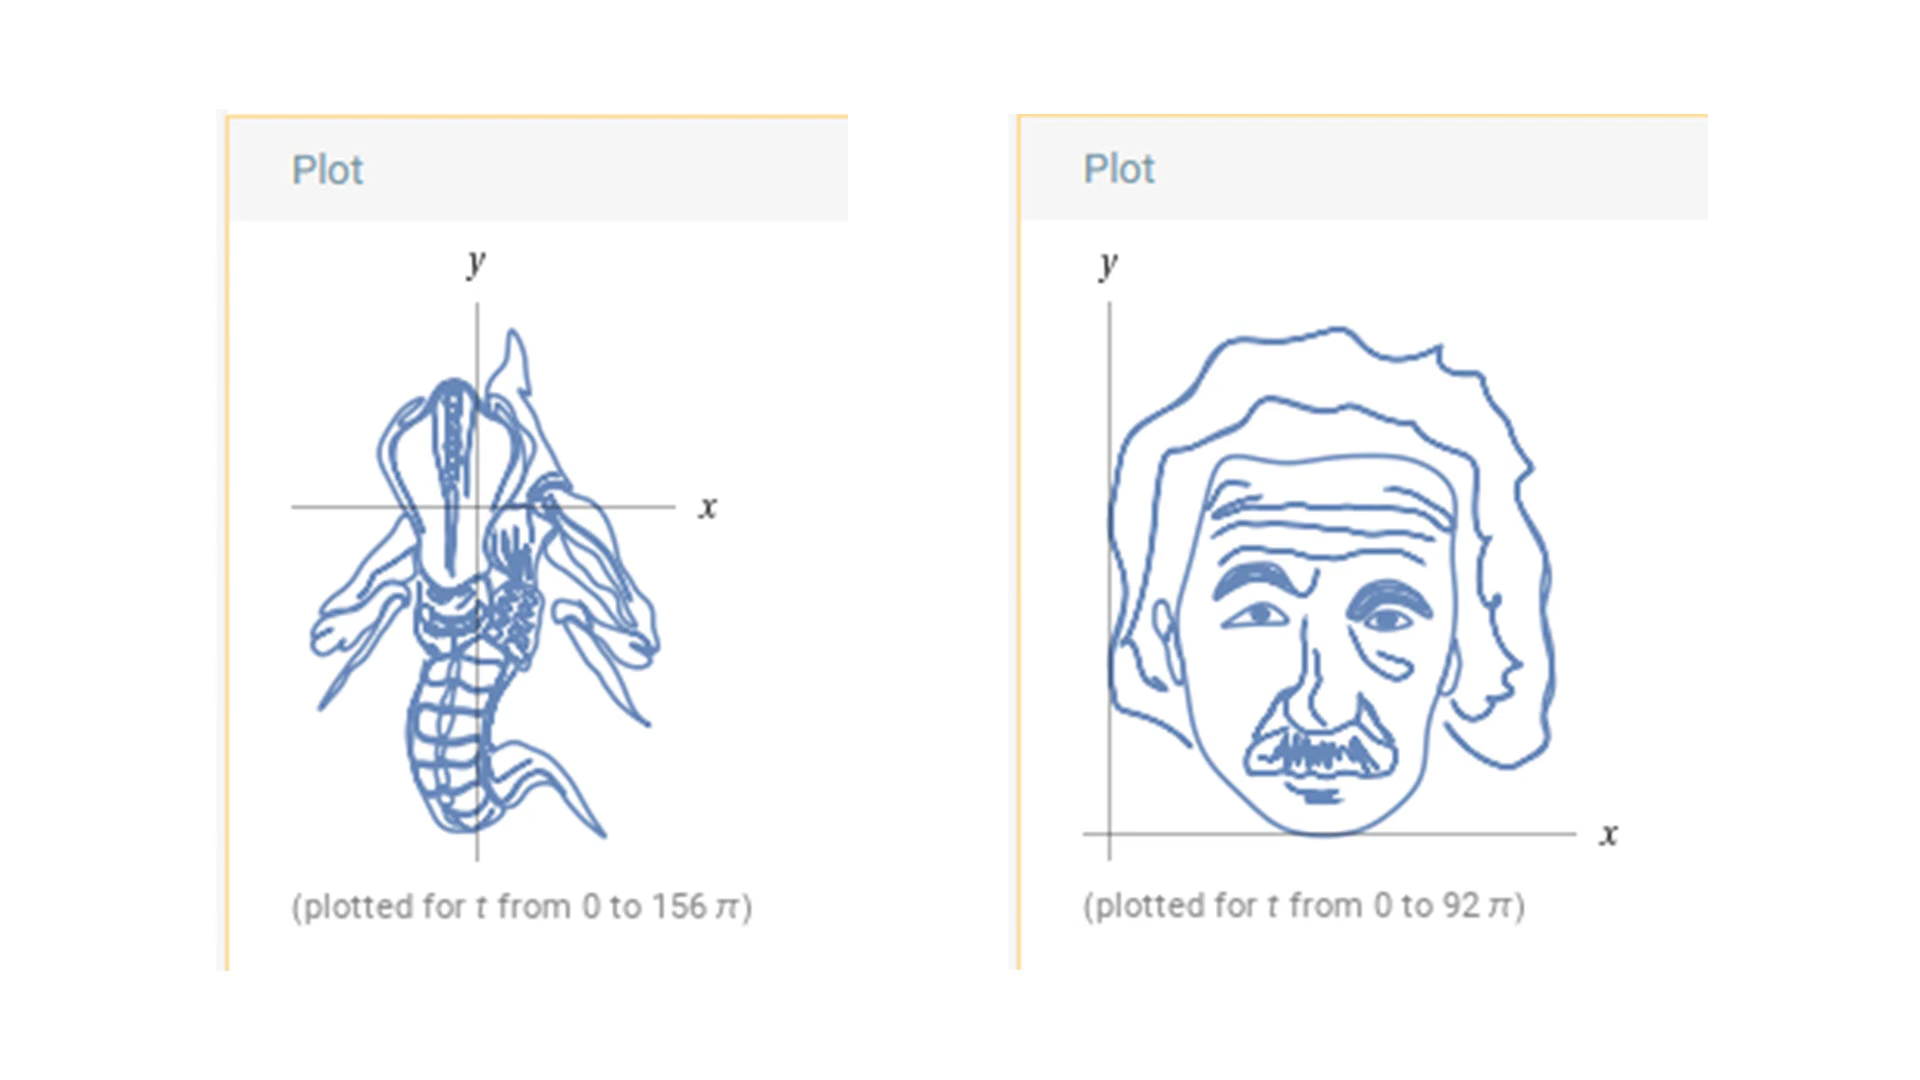 Plot
y
x
(plotted for t from 0 to 156 π)
Plot
y
x
(plotted for t from 0 to 92 π)